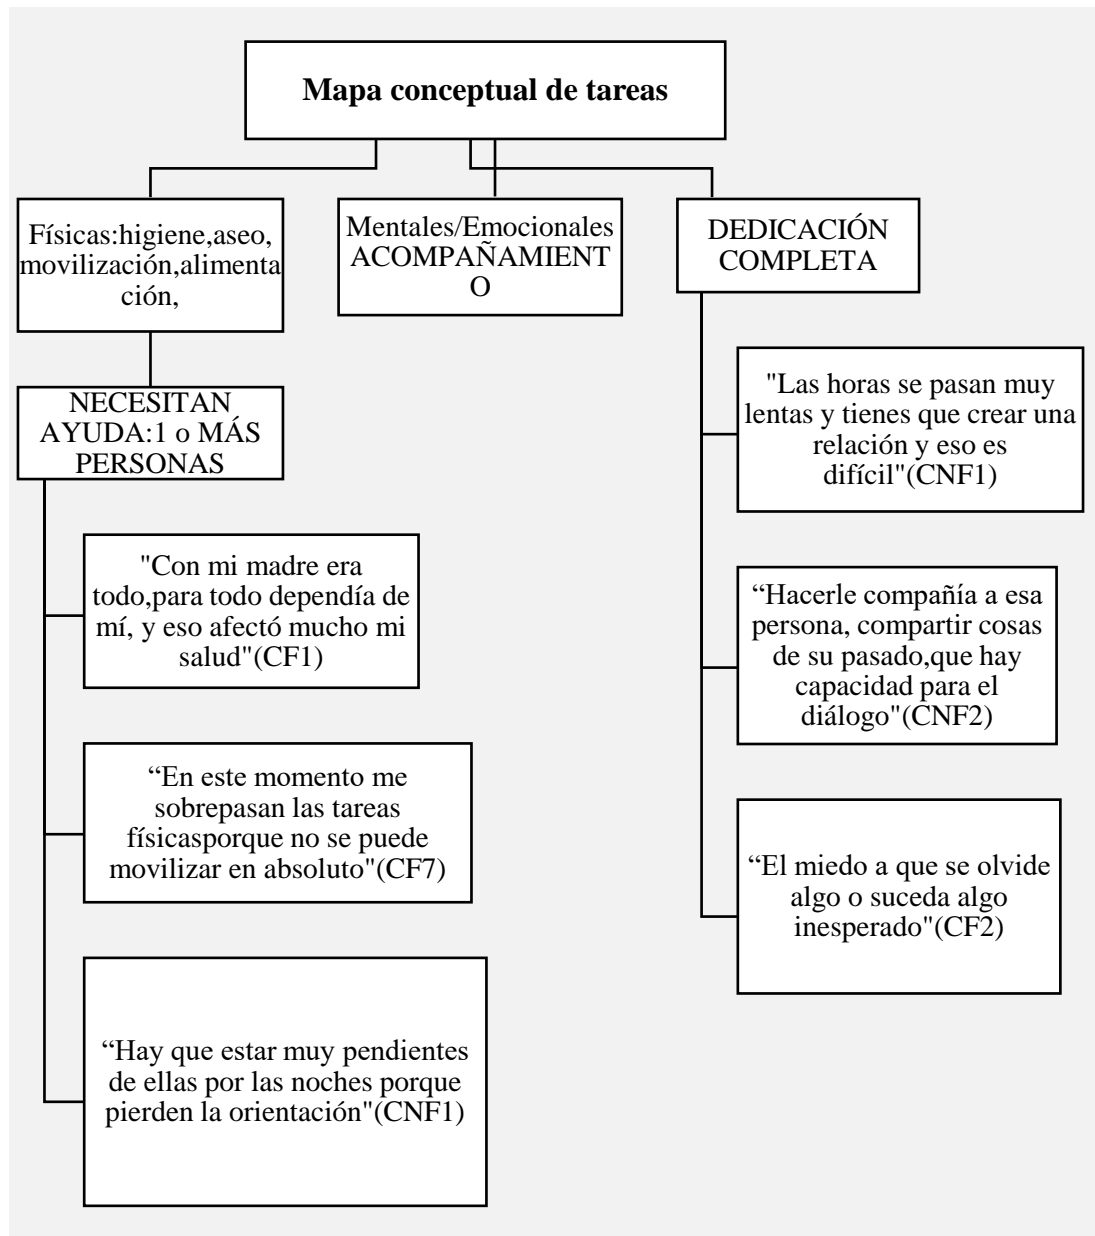 Mapa conceptual de tareas
Físicas:higiene,aseo,
movilización,alimenta
ción,
Mentales/Emocionales
ACOMPAÑAMIENT
O
DEDICACIÓN
COMPLETA
NECESITAN
AYUDA:1 o MÁS
PERSONAS
"Con mi madre era
todo,para todo dependía de
mí, y eso afectó mucho mi
salud"(CF1)
“En este momento me
sobrepasan las tareas
físicasporque no se puede
movilizar en absoluto"(CF7)
“Hay que estar muy pendientes
de ellas por las noches porque
pierden la orientación"(CNF1)
"Las horas se pasan muy
lentas y tienes que crear una
relación y eso es
difícil"(CNF1)
“Hacerle compañía a esa
persona, compartir cosas
de su pasado,que hay
capacidad para el
diálogo"(CNF2)
“El miedo a que se olvide
algo o suceda algo
inesperado"(CF2)